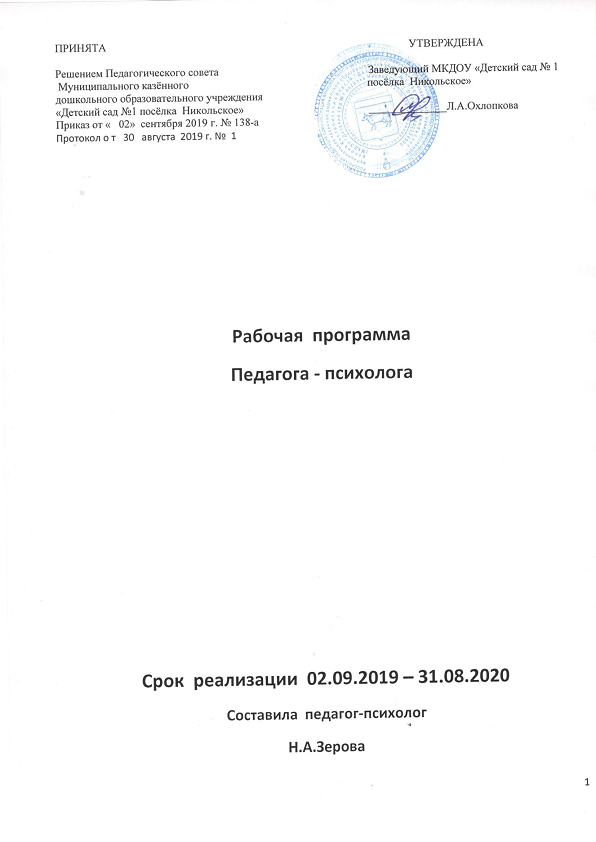 ПРИНЯТА
Решением Педагогического совета
Муниципального казённого
дошкольного образовательного учреждения
«Детский сад №1 посёлка Никольское»
Приказ от « 02» сентября 2019 г. № 138-а
Протокол о т 30 августа 2019 г. № 1
УТВЕРЖДЕНА
Заведующий МКДОУ «Детский сад № 1
посёлка Никольское»
Л.А.Охлопкова
Рабочая программа
Педагога - психолога
Срок реализации 02.09.2019 – 31.08.2020
Составила педагог-психолог
Н.А.Зерова
1